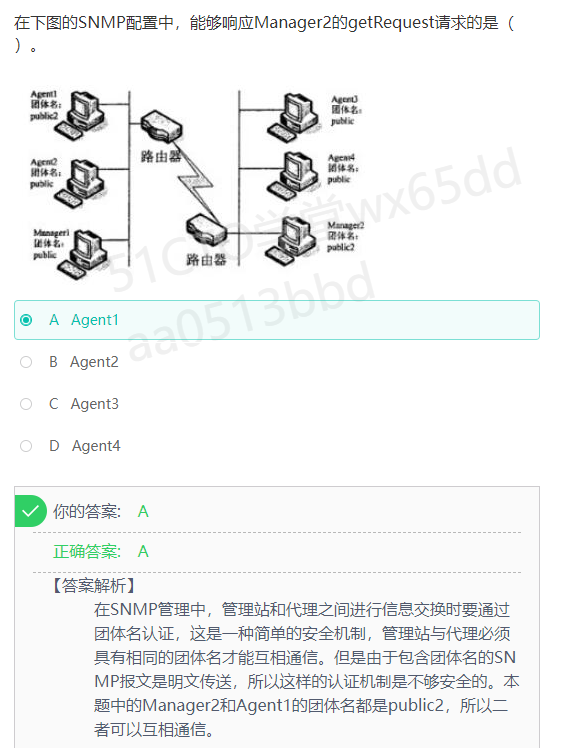 在下图的SNMP配置中，能够响应Manager2的getRequest请求的是（
）。
Agent1
团体名：
public2
Agent2
团体名：
public
Manager1
团体名：
public
路由器
路由器
Agent3
团体名：
public
Agent4
团体名：
public
Manager2
团体名：
public2
51CTO学堂wx65dd
aa0513bbd
A Agent1
B Agent2
C Agent3
D Agent4
你的答案: A
正确答案: A
【答案解析】
在SNMP管理中，管理站和代理之间进行信息交换时要通过
团体名认证，这是一种简单的安全机制，管理站与代理必须
具有相同的团体名才能互相通信。但是由于包含团体名的SN
MP报文是明文传送，所以这样的认证机制是不够安全的。本
题中的Manager2和Agent1的团体名都是public2，所以二
者可以互相通信。